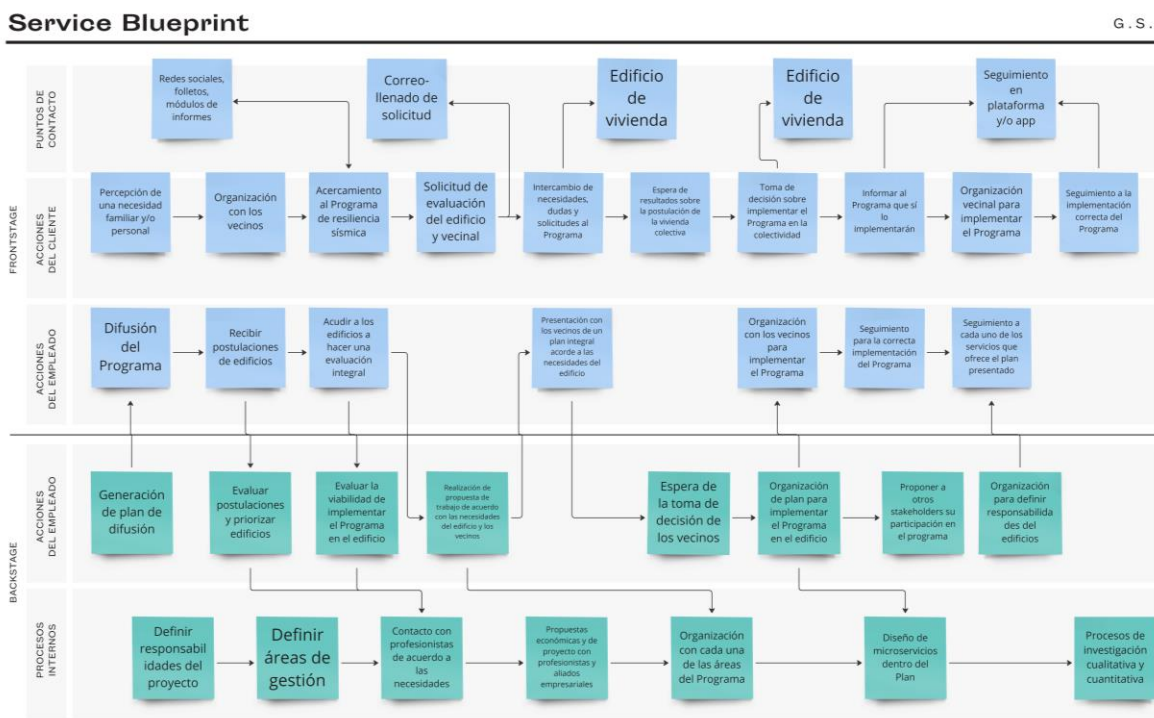 Service Blueprint
G.S.
FRONTSTAGE
PUNTOS DE
CONTACTO
Redes sociales,
folletos,
módulos de
informes
Correo-
llenado de
solicitud
Edificio
de
vivienda
Edificio
de
vivienda
Seguimiento
en
plataforma
y/o app
ACCIONES
DEL CLIENTE
Percepción de
una necesidad
familiar y/o
personal
Organización
con los
vecinos
Acercamiento
al Programa
de resiliencia
sísmica
Solicitud de
evaluación
del edificio
y vecinal
Intercambio de
necesidades,
dudas y
solicitudes al
Programa
Espera de
resultados sobre
la postulación de
la vivienda
colectiva
Toma de
decisión sobre
implementar el
Programa en la
colectividad
Informar al
Programa que sí
lo
implementarán
Organización
vecinal para
implementar
el Programa
Seguimiento a la
implementación
correcta del
Programa
ACCIONES
DEL EMPLEADO
Difusión
del
Programa
Recibir
postulaciones
de edificios
Acudir a los
edificios a
hacer una
evaluación
integral
Presentación con
los vecinos de un
plan integral
acorde a las
necesidades del
edificio
Organización
con los vecinos
para
implementar
el Programa
Seguimiento
para la correcta
implementación
del Programa
Seguimiento a
cada uno de los
servicios que
ofrece el plan
presentado
BACKSTAGE
ACCIONES
DEL EMPLEADO
Generación
de plan de
difusión
Evaluar
postulaciones
y priorizar
edificios
Evaluar la
viabilidad de
implementar
el Programa
en el edificio
Realización de
propuesta de
trabajo de acuerdo
con las necesidades
del edificio y los
vecinos
Espera de
la toma de
decisión de
los vecinos
Organización
de plan para
implementar
el Programa
en el edificio
Proponer a
otros
stakeholders su
participación en
el programa
Organización
para definir
responsabilida
des del
edificios
PROCESOS
INTERNOS
Definir
responsabil
idades del
proyecto
Definir
áreas de
gestión
Contacto con
profesionistas
de acuerdo a
las
necesidades
Propuestas
económicas y de
proyecto con
profesionistas y
aliados
empresariales
Organización
con cada una
de las áreas
del Programa
Diseño de
microservicios
dentro del
Plan
Procesos de
investigación
cualitativa y
cuantitativa